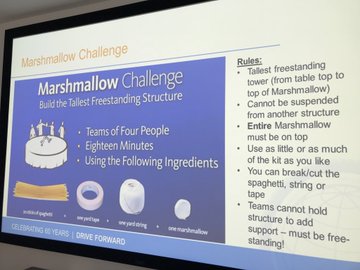 Marshmallow Challenge
Marshmallow Challenge
Build the Tallest Freestanding Structure
• Teams of Four People
• Eighteen Minutes
• Using the Following Ingredients
+ one yard tape
+ one yard string
+ one marshmallow
CELEBRATING 60 YEARS | DRIVE FORWARD
Rules:
• Tallest freestanding
tower (from table top to
top of Marshmallow)
• Cannot be suspended
from another structure
• Entire Marshmallow
must be on top
• Use as little or as much
of the kit as you like
• You can break/cut the
spaghetti, string or
tape
• Teams cannot hold
structure to add
support – must be free-
standing!